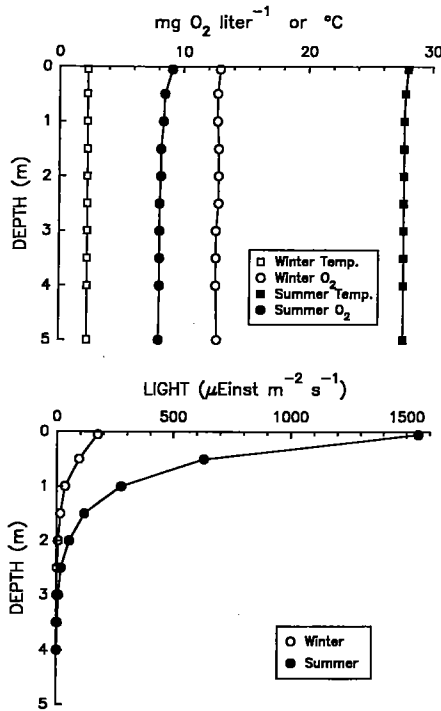 mg O₂ liter⁻¹ or °C
0 10 20 30
0
1
2
3
4
5
DEPTH (m)
□ Winter Temp.
○ Winter O₂
■ Summer Temp.
● Summer O₂
LIGHT (μEinst m⁻² s⁻¹)
0 500 1000 1500
0
1
2
3
4
5
DEPTH (m)
○ Winter
● Summer